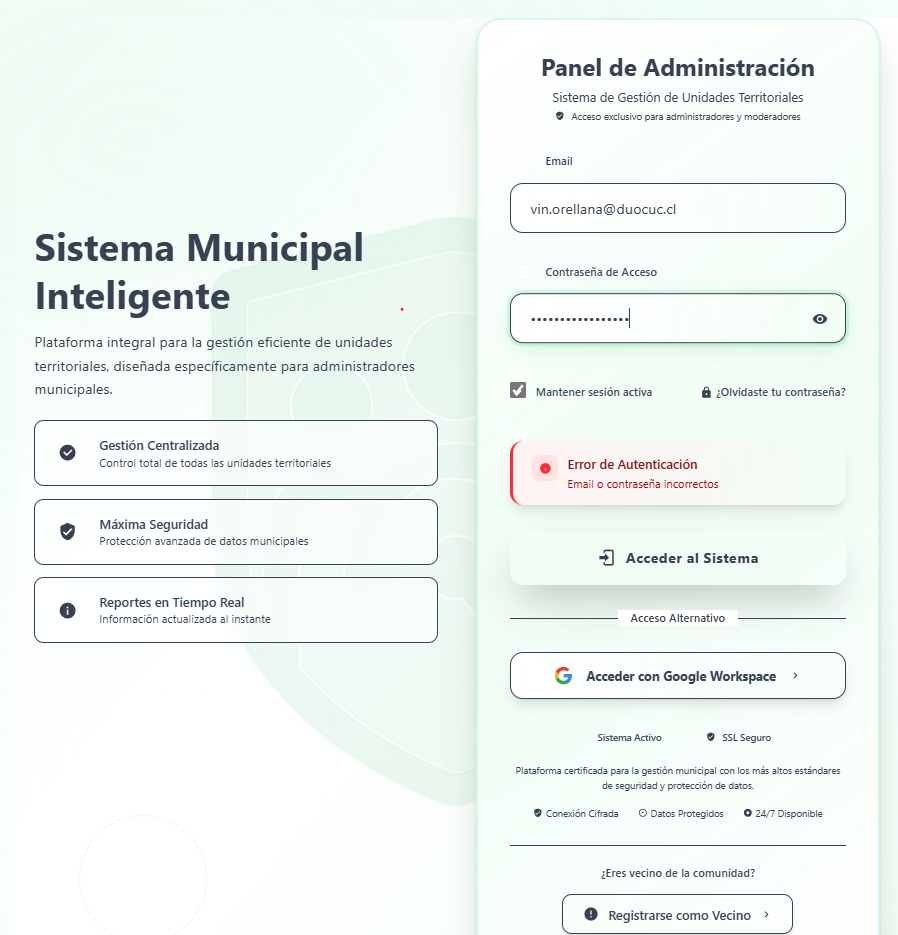 Sistema Municipal
Inteligente
Plataforma integral para la gestión eficiente de unidades
territoriales, diseñada específicamente para administradores
municipales.
Gestión Centralizada
Control total de todas las unidades territoriales
Máxima Seguridad
Protección avanzada de datos municipales
Reportes en Tiempo Real
Información actualizada al instante
Panel de Administración
Sistema de Gestión de Unidades Territoriales
Acceso exclusivo para administradores y moderadores
Email
vin.orellana@duocuc.cl
Contraseña de Acceso
•••••••••••••••••
Mantener sesión activa
¿Olvidaste tu contraseña?
Error de Autenticación
Email o contraseña incorrectos
Acceder al Sistema
Acceso Alternativo
Acceder con Google Workspace
Sistema Activo
SSL Seguro
Plataforma certificada para la gestión municipal con los más altos estándares
de seguridad y protección de datos.
Conexión Cifrada
Datos Protegidos
24/7 Disponible
¿Eres vecino de la comunidad?
Registrarse como Vecino